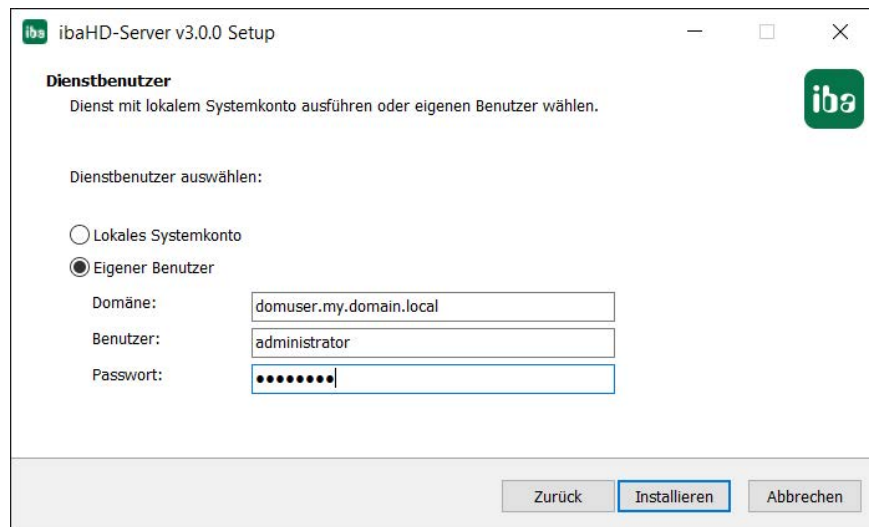 iba ibaHD-Server v3.0.0 Setup
Dienstbenutzer
Dienst mit lokalem Systemkonto ausführen oder eigenen Benutzer wählen.
iba
Dienstbenutzer auswählen:
Lokales Systemkonto
Eigener Benutzer
Domäne: domuser.my.domain.local
Benutzer: administrator
Passwort: ●●●●●●●●
Zurück Installieren Abbrechen